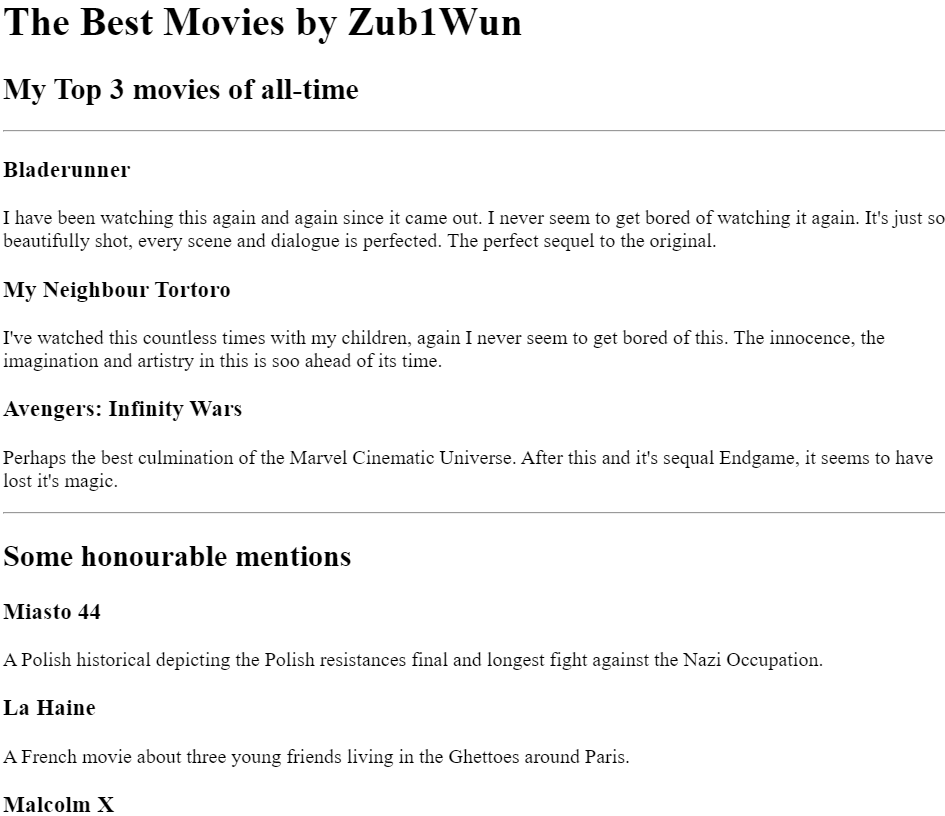 The Best Movies by Zub1Wun
My Top 3 movies of all-time
Bladerunner
I have been watching this again and again since it came out. I never seem to get bored of watching it again. It's just so
beautifully shot, every scene and dialogue is perfected. The perfect sequel to the original.
My Neighbour Tortoro
I've watched this countless times with my children, again I never seem to get bored of this. The innocence, the
imagination and artistry in this is soo ahead of its time.
Avengers: Infinity Wars
Perhaps the best culmination of the Marvel Cinematic Universe. After this and it's sequal Endgame, it seems to have
lost it's magic.
Some honourable mentions
Miasto 44
A Polish historical depicting the Polish resistances final and longest fight against the Nazi Occupation.
La Haine
A French movie about three young friends living in the Ghettoes around Paris.
Malcolm X